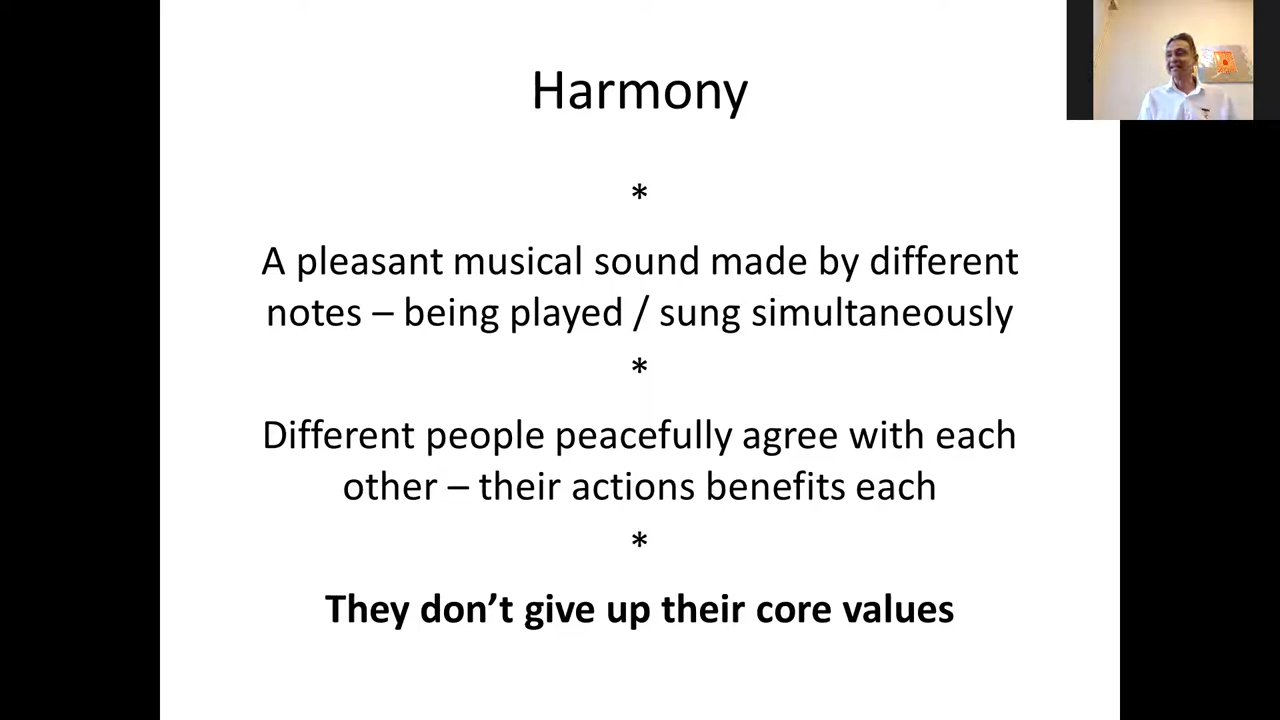 Harmony
*
A pleasant musical sound made by different
notes – being played / sung simultaneously
*
Different people peacefully agree with each
other – their actions benefits each
*
They don’t give up their core values